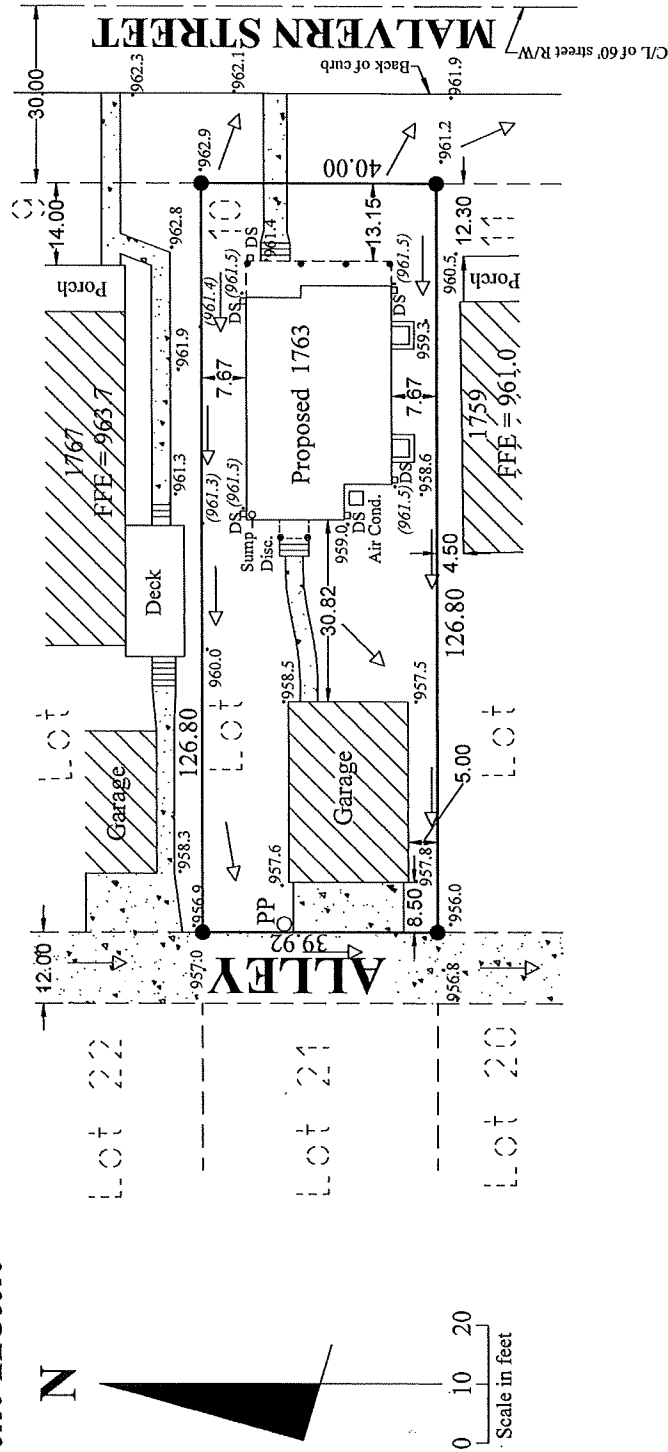 N
0 10 20
Scale in feet
Lot 22
Lot 21
Lot 20
12.00
957.0
956.8
ALLEY
39.92
PP
956.9
956.0
8.50
957.8
957.6
958.3
Garage
Garage
5.00
Lot
Lot 10
Lot 11
9
126.80
126.80
960.0
958.5
957.5
30.82
Deck
1767
FFE = 963.7
Porch
14.00
30.00
961.3
961.9
962.8
962.3
962.1
962.9
(961.3)
(961.4)
(961.5)
(961.5)
DS
DS
DS
961.4
7.67
Proposed 1763
7.67
Sump
Disc.
959.0
DS
Air Cond.
DS
(961.5)
DS
(961.5)
958.6
959.3
960.5
4.50
1759
FFE = 961.0
Porch
12.30
13.15
40.00
961.2
961.9
Back of curb
MALVERN STREET
C/L of 60' street R/W